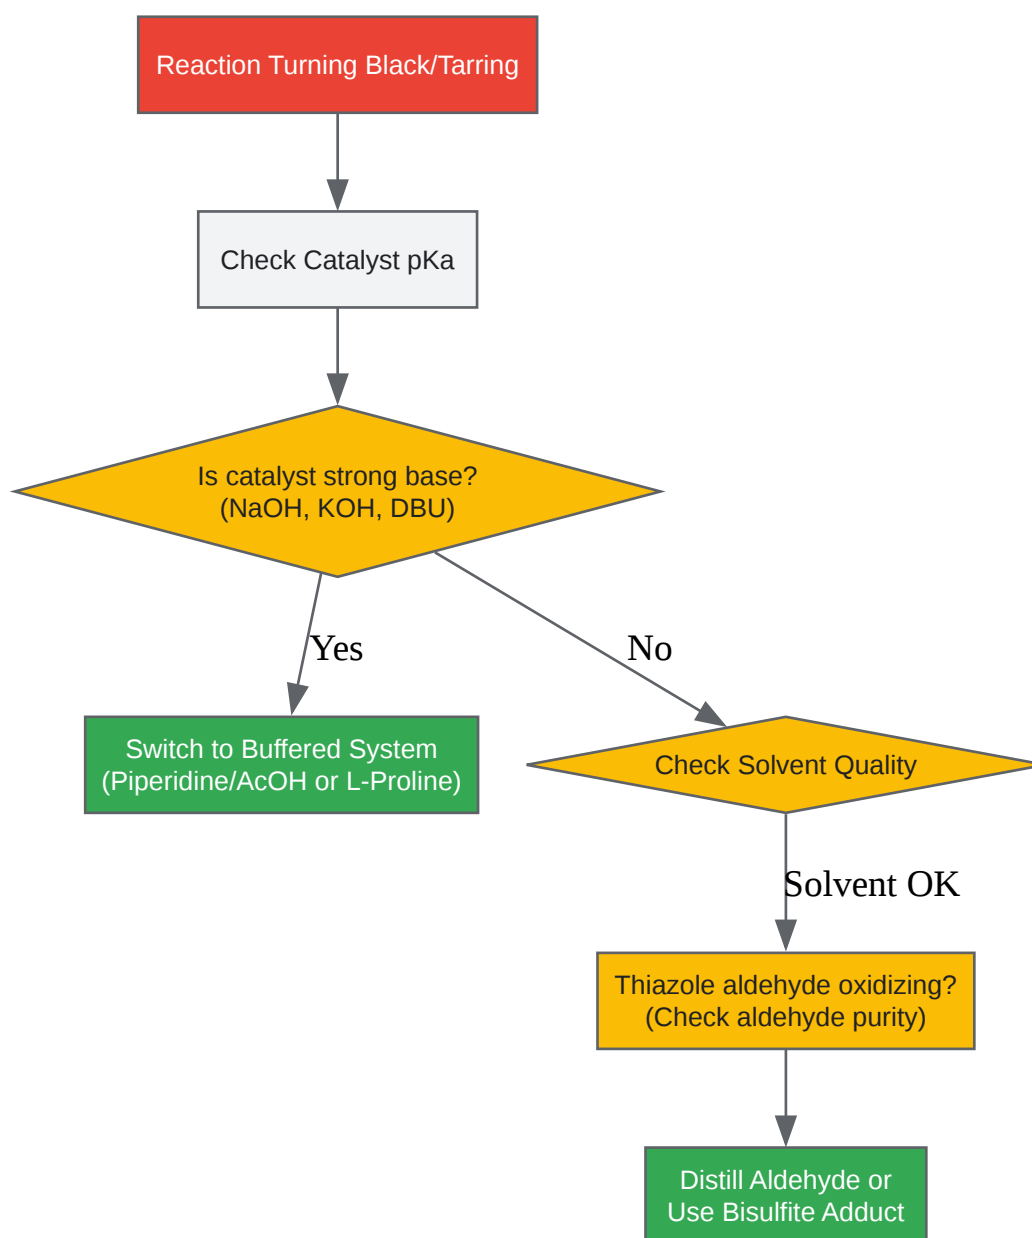 Reaction Turning Black/Tarring
Check Catalyst pKa
Is catalyst strong base?
(NaOH, KOH, DBU)
Yes
No
Switch to Buffered System
(Piperidine/AcOH or L-Proline)
Check Solvent Quality
Solvent OK
Thiazole aldehyde oxidizing?
(Check aldehyde purity)
Distill Aldehyde or
Use Bisulfite Adduct